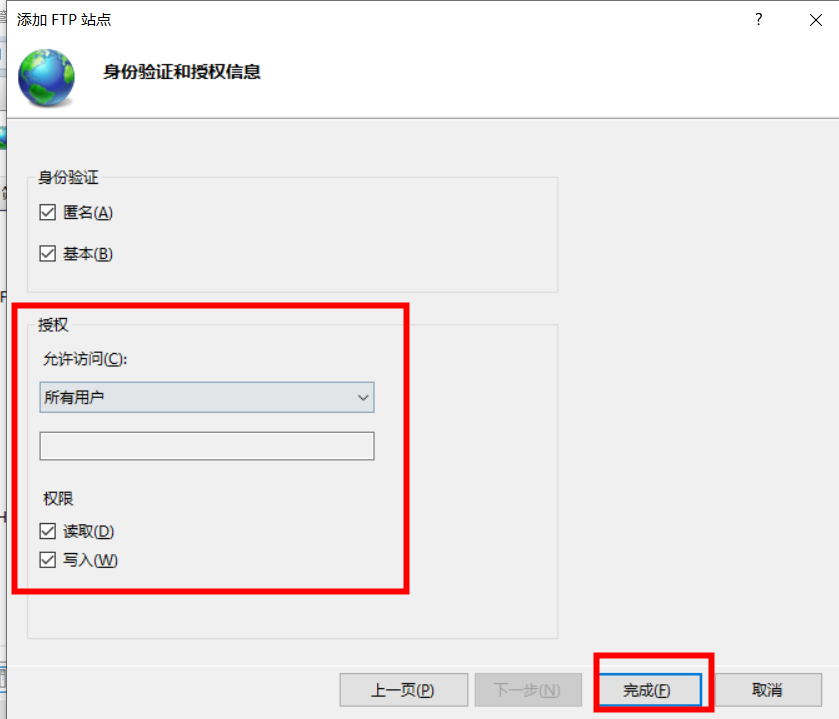 添加 FTP 站点
?
身份验证和授权信息
身份验证
匿名(A)
基本(B)
授权
允许访问(C):
所有用户
权限
读取(D)
写入(W)
上一页(P)
下一步(N)
完成(F)
取消